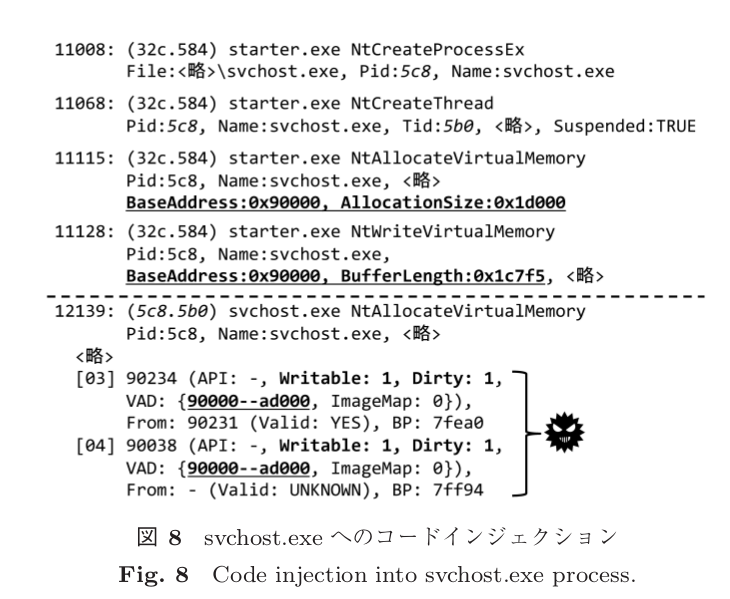 11008: (32c.584) starter.exe NtCreateProcessEx
File:<略>\svchost.exe, Pid:5c8, Name:svchost.exe
11068: (32c.584) starter.exe NtCreateThread
Pid:5c8, Name:svchost.exe, Tid:5b0, <略>, Suspended:TRUE
11115: (32c.584) starter.exe NtAllocateVirtualMemory
Pid:5c8, Name:svchost.exe, <略>
BaseAddress:0x90000, AllocationSize:0x1d000
11128: (32c.584) starter.exe NtWriteVirtualMemory
Pid:5c8, Name:svchost.exe,
BaseAddress:0x90000, BufferLength:0x1c7f5, <略>
12139: (5c8.5b0) svchost.exe NtAllocateVirtualMemory
Pid:5c8, Name:svchost.exe, <略>
<略>
[03] 90234 (API: -, Writable: 1, Dirty: 1,
VAD: {90000--ad000, ImageMap: 0}),
From: 90231 (Valid: YES), BP: 7fea0
[04] 90038 (API: -, Writable: 1, Dirty: 1,
VAD: {90000--ad000, ImageMap: 0}),
From: - (Valid: UNKNOWN), BP: 7ff94
図 8 svchost.exe へのコードインジェクション
Fig. 8 Code injection into svchost.exe process.